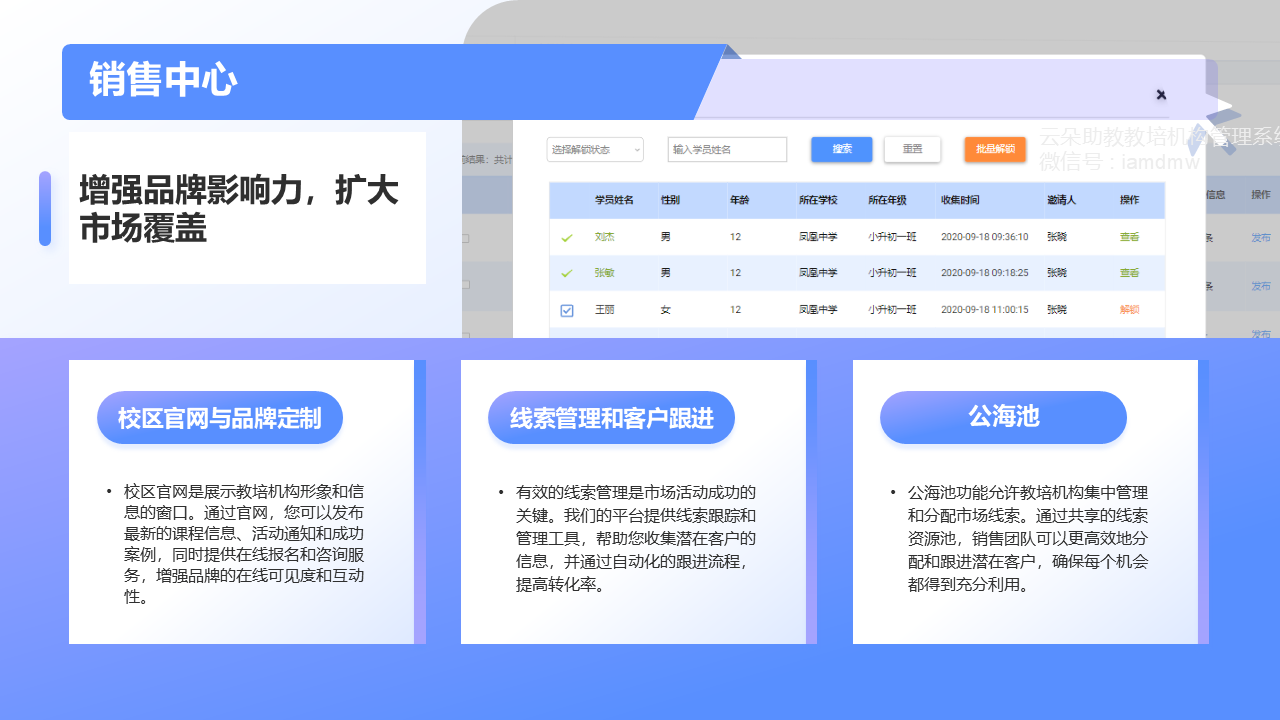 销售中心
增强品牌影响力，扩大
市场覆盖
云朵助教教培机构管理系统
微信号：iamdmw
选择解锁状态 输入学员姓名 搜索 重置 批量解锁
结果：共计
学员姓名 性别 年龄 所在学校 所在年级 收集时间 邀请人 操作
信息 操作
刘杰 男 12 凤凰中学 小升初一班 2020-09-18 09:36:10 张晓 查看
条 发布
张敏 男 12 凤凰中学 小升初一班 2020-09-18 09:18:25 张晓 查看
条 发布
王丽 女 12 凤凰中学 小升初一班 2020-09-18 11:00:15 张晓 解锁
发布
校区官网与品牌定制
• 校区官网是展示教培机构形象和信
息的窗口。通过官网，您可以发布
最新的课程信息、活动通知和成功
案例，同时提供在线报名和咨询服
务，增强品牌的在线可见度和互动
性。
线索管理和客户跟进
• 有效的线索管理是市场活动成功的
关键。我们的平台提供线索跟踪和
管理工具，帮助您收集潜在客户的
信息，并通过自动化的跟进流程，
提高转化率。
公海池
• 公海池功能允许教培机构集中管理
和分配市场线索。通过共享的线索
资源池，销售团队可以更高效地分
配和跟进潜在客户，确保每个机会
都得到充分利用。